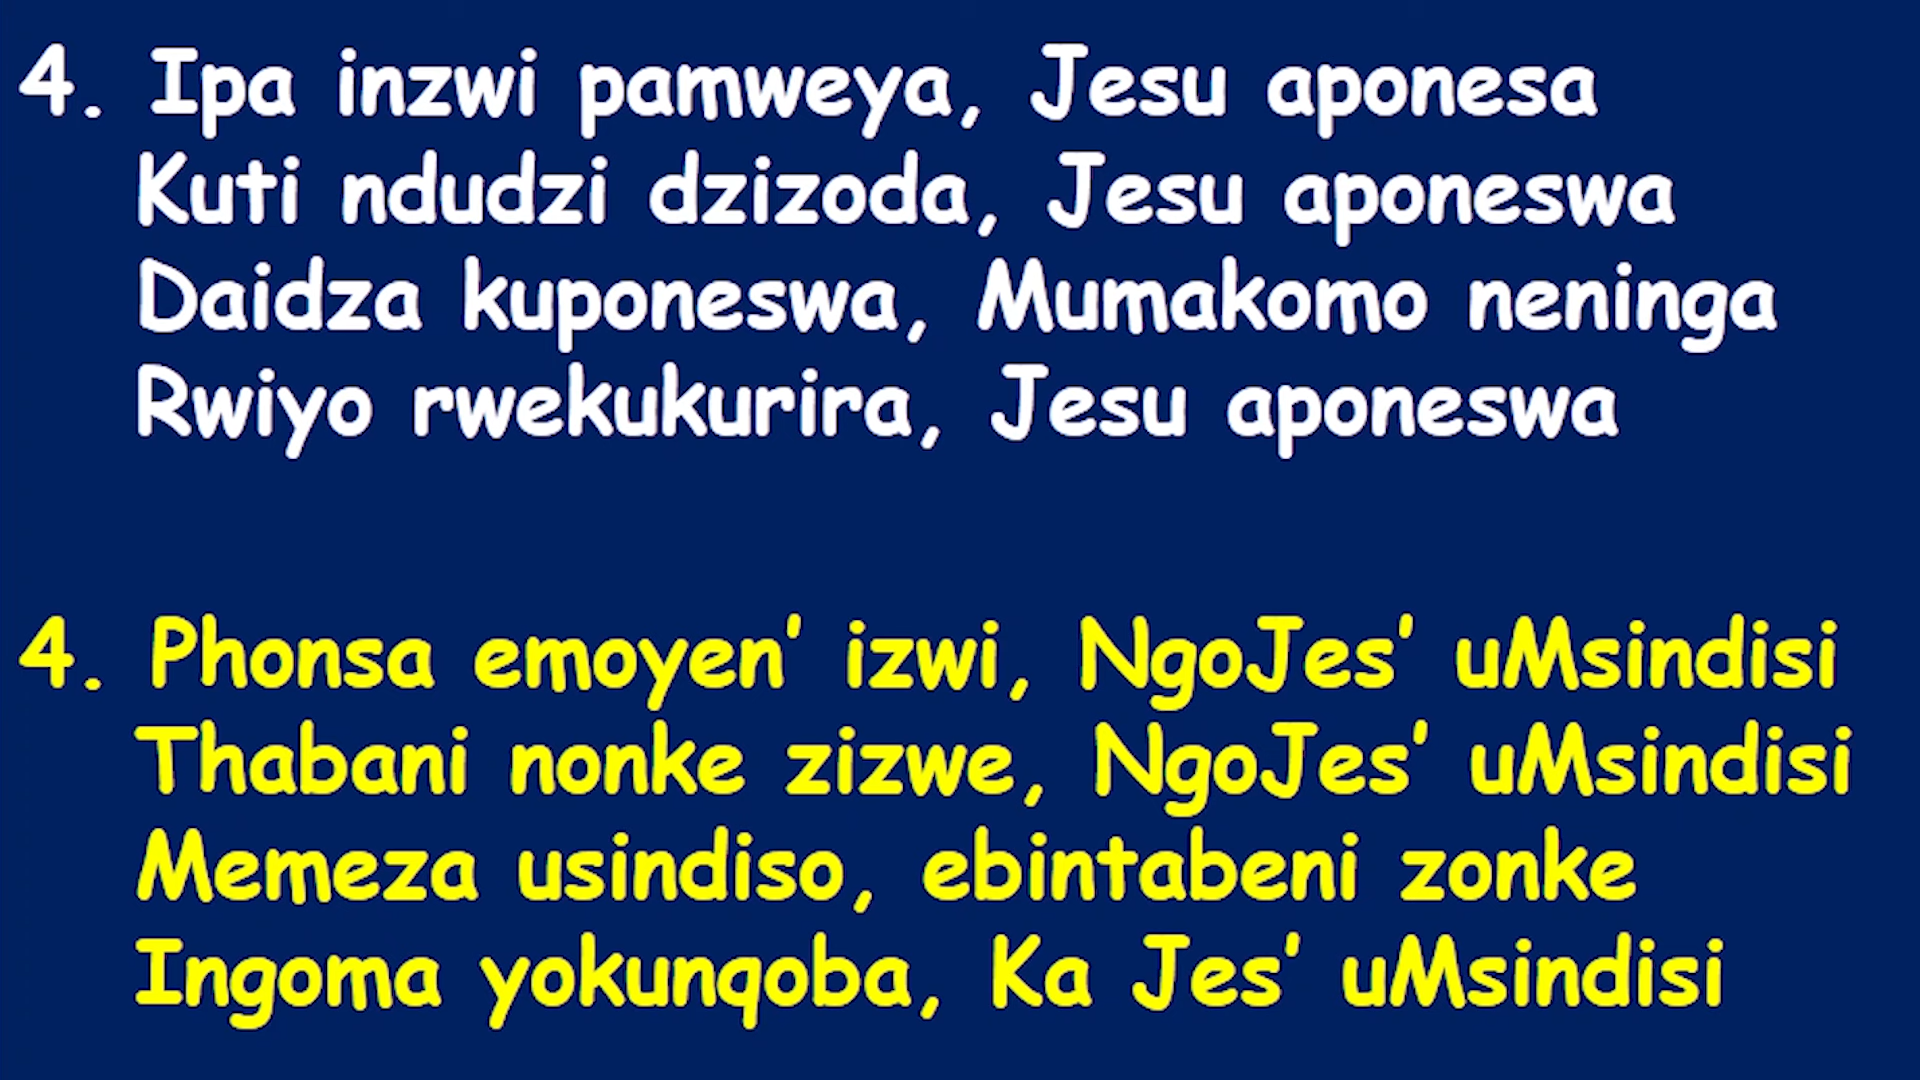 4. Ipa inzwi pamweya, Jesu aponesa
Kuti ndudzi dzizoda, Jesu aponeswa
Daidza kuponeswa, Mumakomo neninga
Rwiyo rwekukurira, Jesu aponeswa
4. Phonsa emoyen’ izwi, NgoJes’ uMsindisi
Thabani nonke zizwe, NgoJes’ uMsindisi
Memeza usindiso, ebintabeni zonke
Ingoma yokunqoba, Ka Jes’ uMsindisi